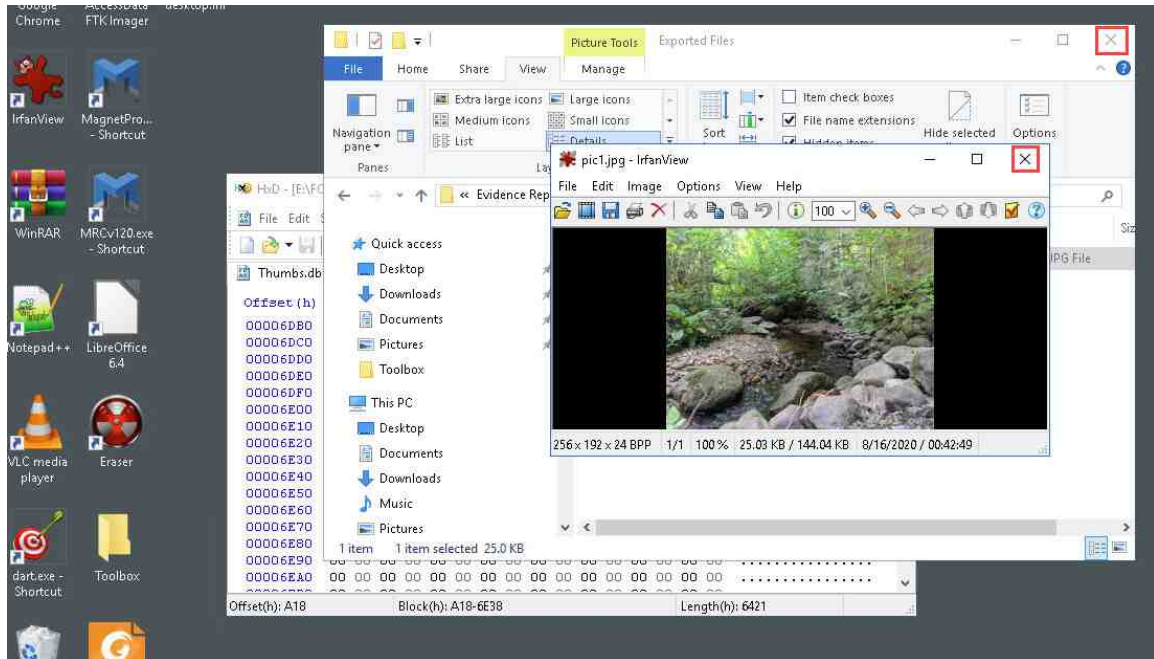 Google
Chrome
AccessData
FTK Imager
desktop.ini
IrfanView
MagnetPro...
- Shortcut
WinRAR
MRCv120.exe
- Shortcut
Notepad++
LibreOffice
6.4
VLC media
player
Eraser
dart.exe -
Shortcut
Toolbox
Picture Tools
Exported Files
File Home Share View Manage
Navigation
pane
Extra large icons
Large icons
Medium icons
Small icons
List
Details
Sort
Item check boxes
File name extensions
Hidden items
Hide selected
Options
Panes
Lay
« Evidence Rep
Siz
JPG File
Quick access
Desktop
Downloads
Documents
Pictures
Toolbox
This PC
Desktop
Documents
Downloads
Music
Pictures
1 item 1 item selected 25.0 KB
pic1.jpg - IrfanView
File Edit Image Options View Help
100
256 x 192 x 24 BPP 1/1 100 % 25.03 KB / 144.04 KB 8/16/2020 / 00:42:49
HxD - [E:\FO
File Edit S
Thumbs.db
Offset(h)
00006DB0
00006DC0
00006DD0
00006DE0
00006DF0
00006E00
00006E10
00006E20
00006E30
00006E40
00006E50
00006E60
00006E70
00006E80
00006E90
00006EA0 00 00 00 00 00 00 00 00 00 00 00 00 00 00 00 00 ................
Offset(h): A18 Block(h): A18-6E38 Length(h): 6421